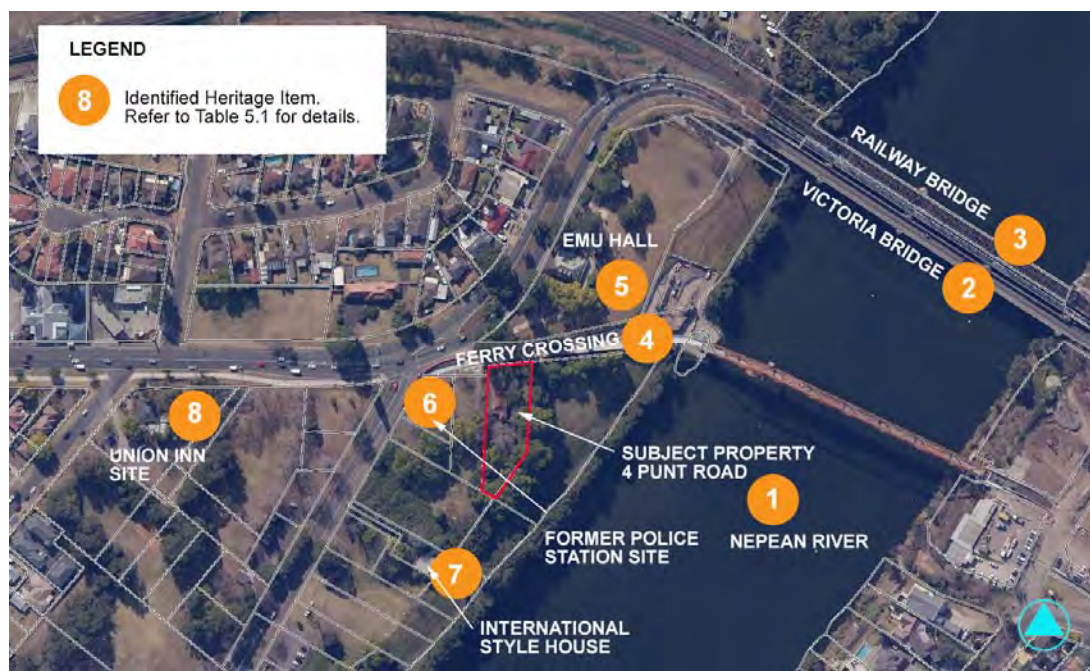 LEGEND
8
Identified Heritage Item.
Refer to Table 5.1 for details.
RAILWAY BRIDGE
3
VICTORIA BRIDGE
2
EMU HALL
5
FERRY CROSSING
4
6
8
UNION INN
SITE
SUBJECT PROPERTY
4 PUNT ROAD
1
NEPEAN RIVER
FORMER POLICE
STATION SITE
7
INTERNATIONAL
STYLE HOUSE